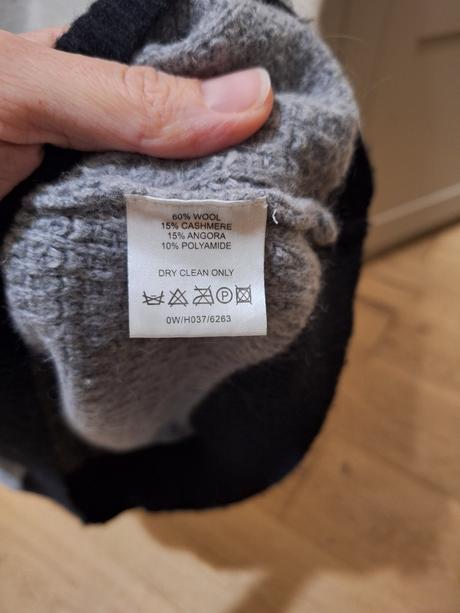 60% WOOL
15% CASHMERE
15% ANGORA
10% POLYAMIDE
DRY CLEAN ONLY
P
0W/H037/6263